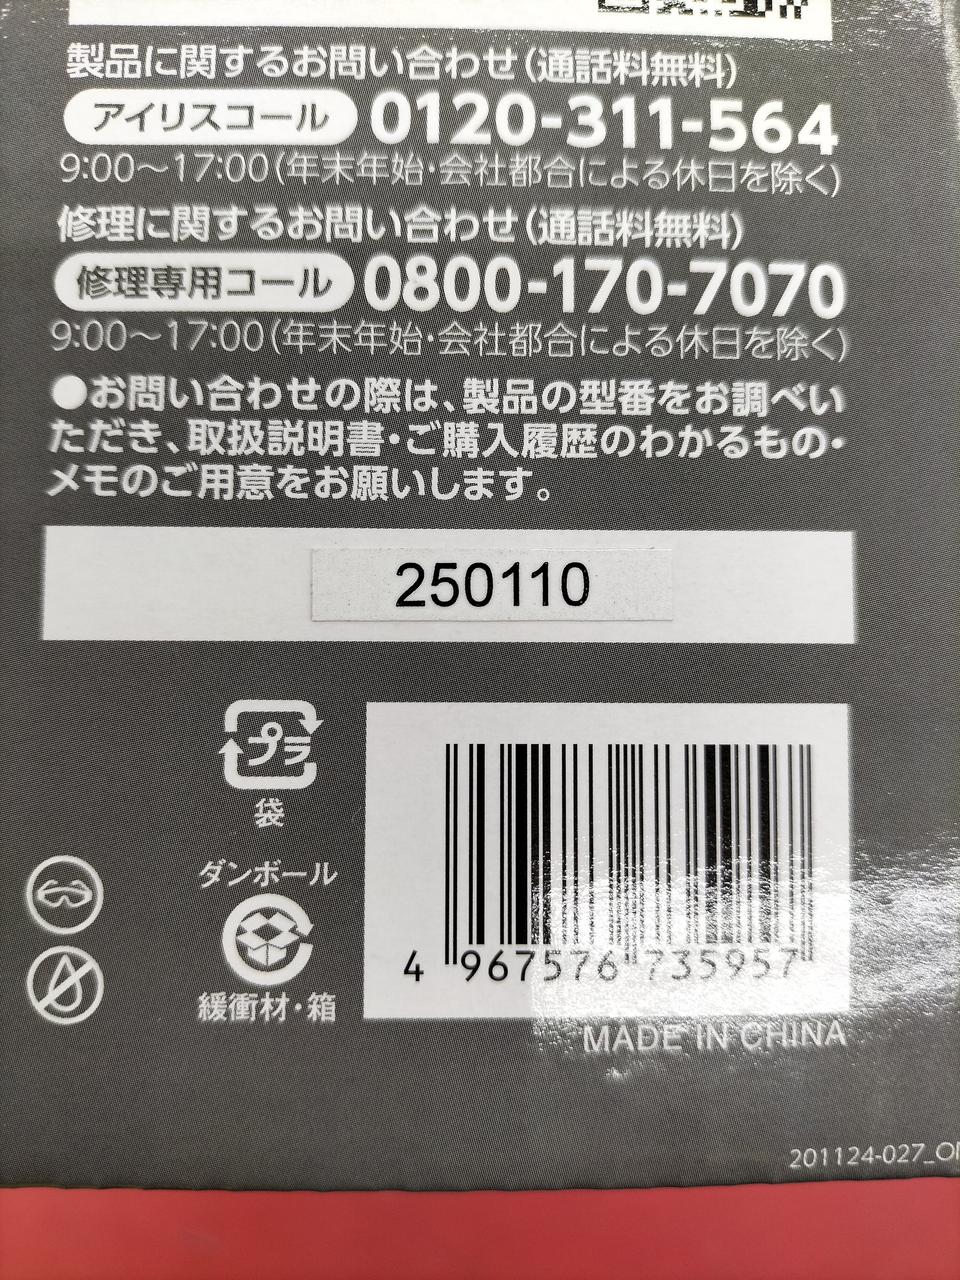 製品に関するお問い合わせ(通話料無料)
アイリスコール 0120-311-564
9:00～17:00(年末年始·会社都合による休日を除く)
修理に関するお問い合わせ(通話料無料)
修理専用コール 0800-170-7070
9:00～17:00(年末年始·会社都合による休日を除く)
●お問い合わせの際は、製品の型番をお調べい
ただき、取扱説明書・ご購入履歴のわかるもの・
メモのご用意をお願いします。
250110
プラ
袋
ダンボール
緩衝材・箱
4 967576 735957
MADE IN CHINA
201124-027_